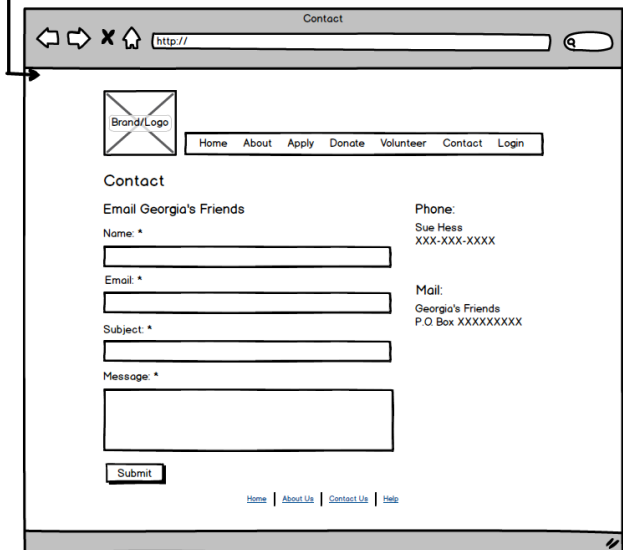 Contact
http://
Brand/Logo
Home About Apply Donate Volunteer Contact Login
Contact
Email Georgia's Friends
Name: *
Email: *
Subject: *
Message: *
Submit
Phone:
Sue Hess
XXX-XXX-XXXX
Mail:
Georgia's Friends
P.O. Box XXXXXXXXX
Home About Us Contact Us Help